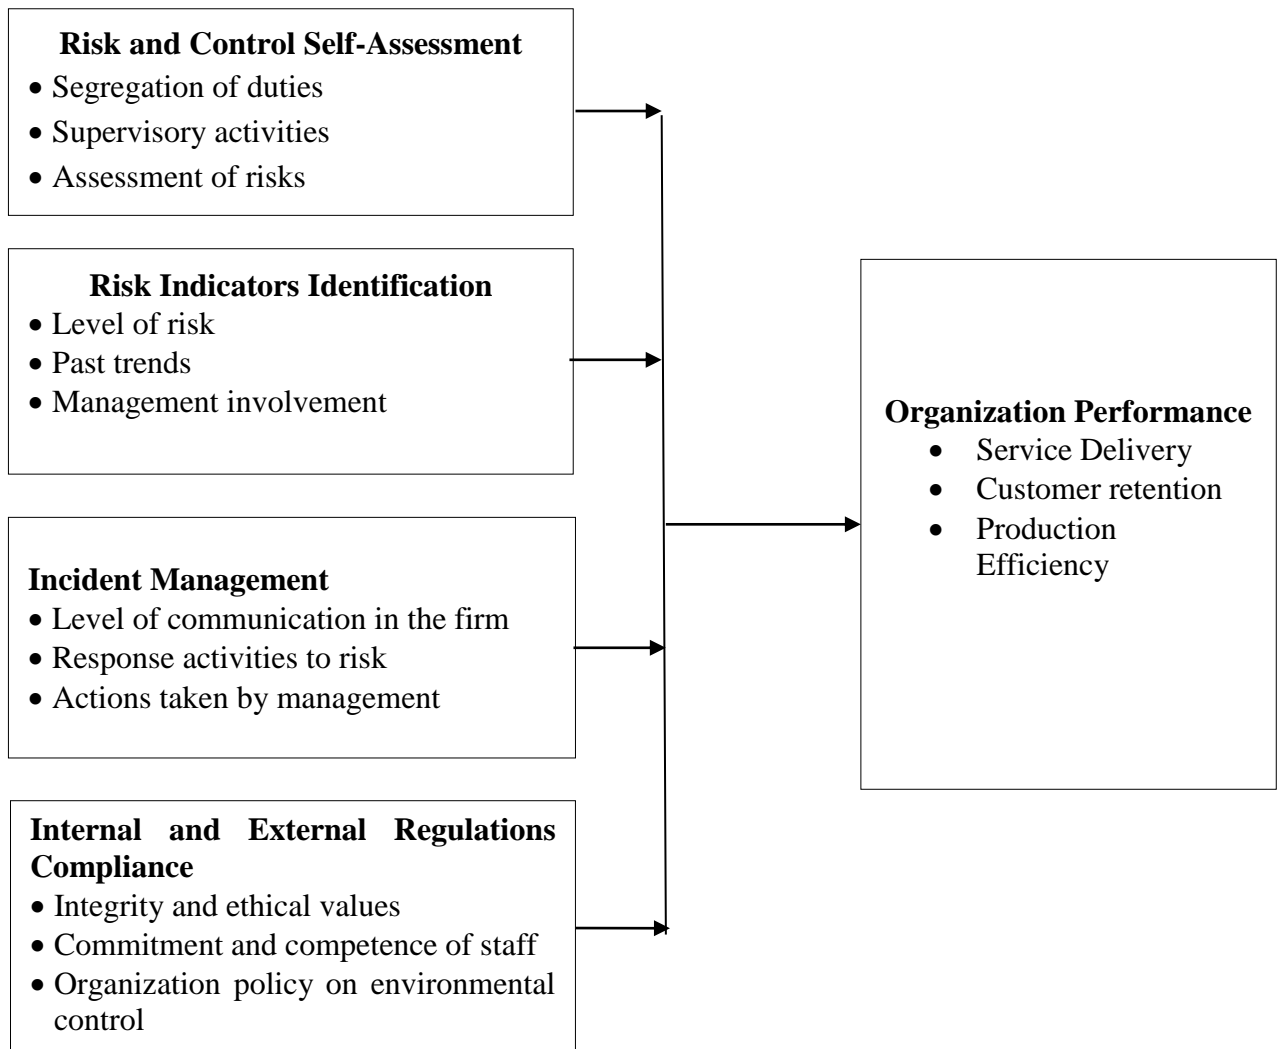 Risk and Control Self-Assessment
• Segregation of duties
• Supervisory activities
• Assessment of risks
Risk Indicators Identification
• Level of risk
• Past trends
• Management involvement
Incident Management
• Level of communication in the firm
• Response activities to risk
• Actions taken by management
Internal and External Regulations
Compliance
• Integrity and ethical values
• Commitment and competence of staff
• Organization policy on environmental
control
Organization Performance
• Service Delivery
• Customer retention
• Production
Efficiency